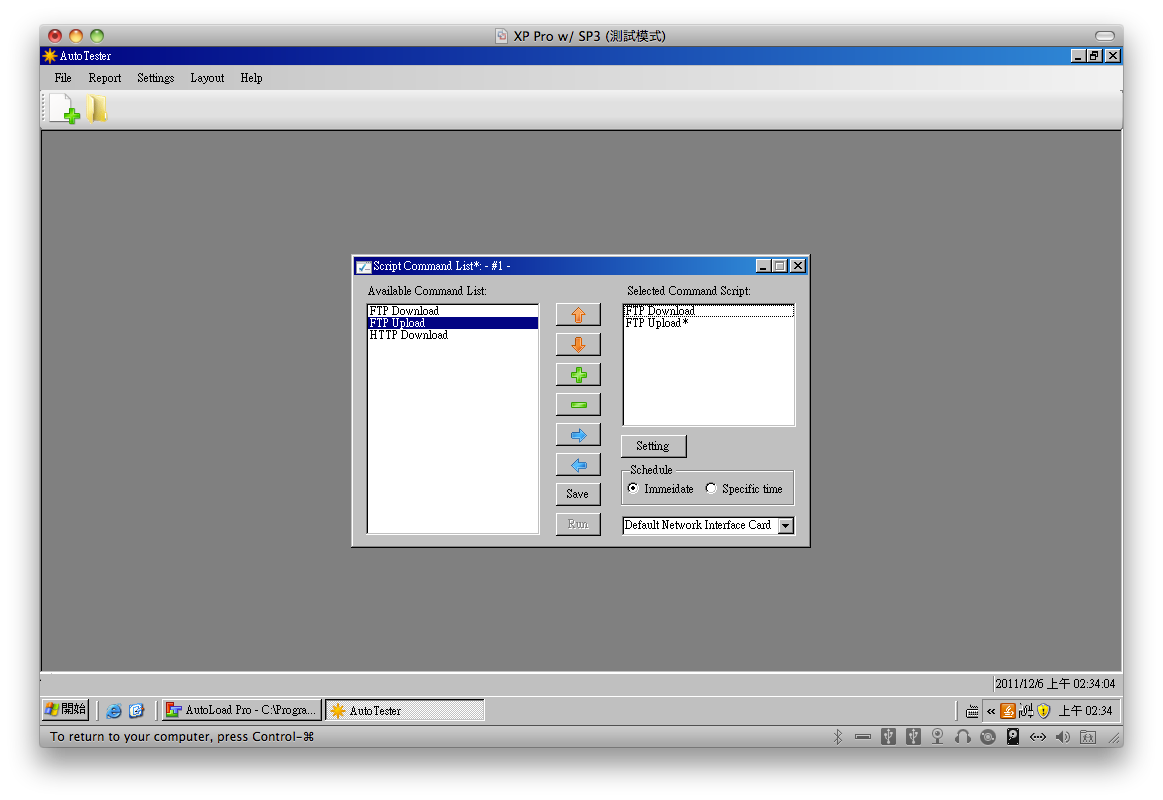 XP Pro w/ SP3 (測試模式)
AutoTester
File Report Settings Layout Help
Script Command List*: - #1 -
Available Command List:
FTP Download
FTP Upload
HTTP Download
Save
Run
Selected Command Script:
FTP Download
FTP Upload*
Setting
Schedule
Immeidate Specific time
Default Network Interface Card
2011/12/6 上午 02:34:04
開始 AutoLoad Pro - C:\Progra... AutoTester « 上午 02:34
To return to your computer, press Control-⌘